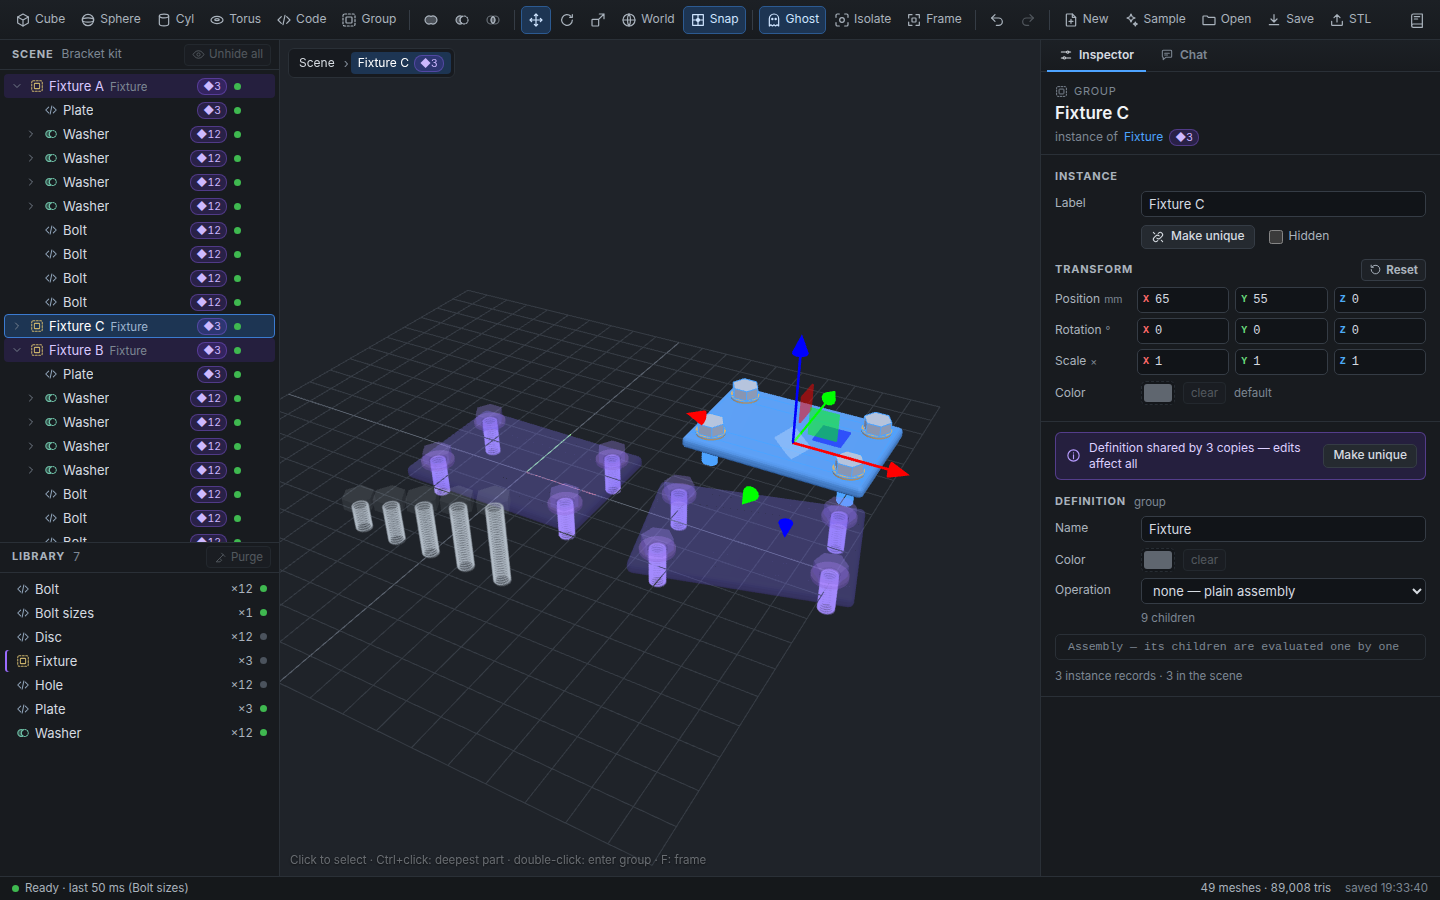 Cube Sphere Cyl Torus Code Group World Snap Ghost Isolate Frame New Sample Open Save STL
SCENE Bracket kit Unhide all
Fixture A Fixture ◆3
Plate ◆3
Washer ◆12
Washer ◆12
Washer ◆12
Washer ◆12
Bolt ◆12
Bolt ◆12
Bolt ◆12
Bolt ◆12
Fixture C Fixture ◆3
Fixture B Fixture ◆3
Plate ◆3
Washer ◆12
Washer ◆12
Washer ◆12
Washer ◆12
Bolt ◆12
Bolt ◆12
Bolt ◆12
LIBRARY 7 Purge
Bolt ×12
Bolt sizes ×1
Disc ×12
Fixture ×3
Hole ×12
Plate ×3
Washer ×12
Scene › Fixture C ◆3
Click to select · Ctrl+click: deepest part · double-click: enter group · F: frame
Inspector Chat
GROUP
Fixture C
instance of Fixture ◆3
INSTANCE
Label Fixture C
Make unique Hidden
TRANSFORM Reset
Position mm X 65 Y 55 Z 0
Rotation ° X 0 Y 0 Z 0
Scale × X 1 Y 1 Z 1
Color clear default
Definition shared by 3 copies — edits
affect all
Make unique
DEFINITION group
Name Fixture
Color clear
Operation none — plain assembly
9 children
Assembly — its children are evaluated one by one
3 instance records · 3 in the scene
Ready · last 50 ms (Bolt sizes) 49 meshes · 89,008 tris saved 19:33:40